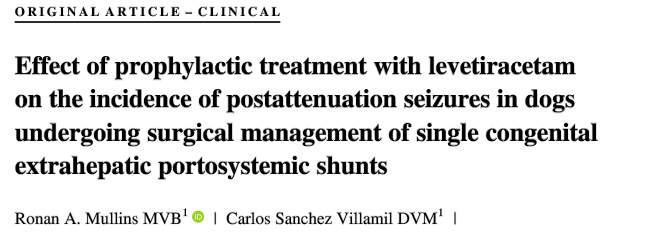 ORIGINAL ARTICLE – CLINICAL
Effect of prophylactic treatment with levetiracetam
on the incidence of postattenuation seizures in dogs
undergoing surgical management of single congenital
extrahepatic portosystemic shunts
Ronan A. Mullins MVB¹ iD | Carlos Sanchez Villamil DVM¹ |